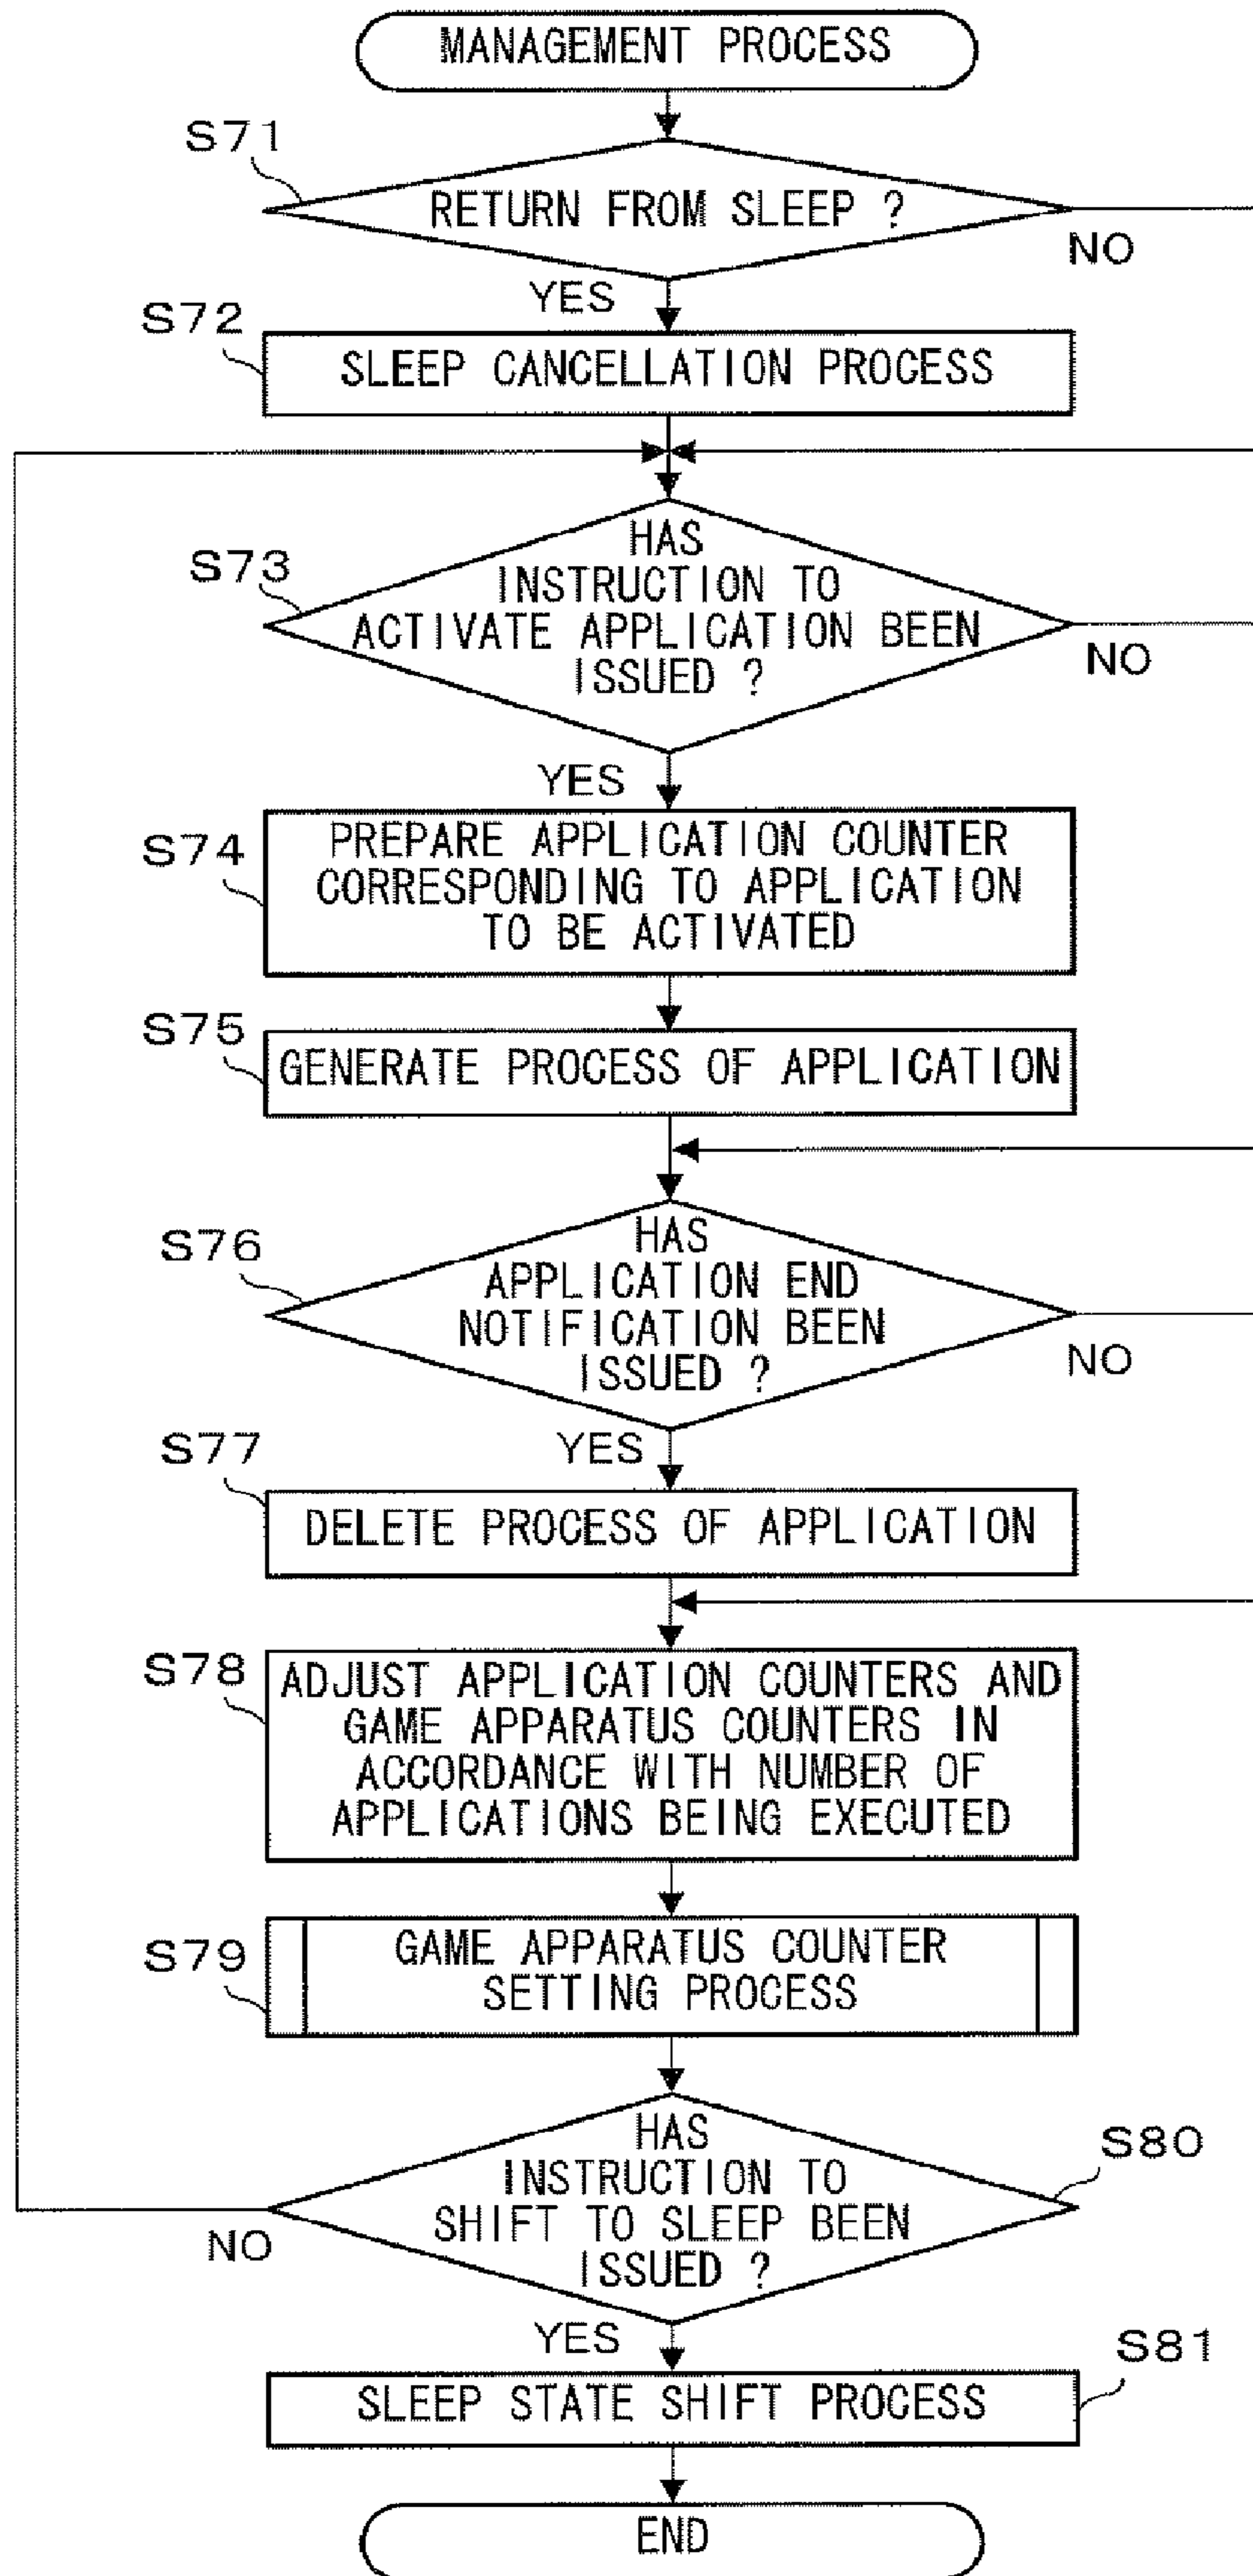 MANAGEMENT PROCESS
S71
RETURN FROM SLEEP ?
NO
YES
S72
SLEEP CANCELLATION PROCESS
S73
HAS
INSTRUCTION TO
ACTIVATE APPLICATION BEEN
ISSUED ?
NO
YES
S74
PREPARE APPLICATION COUNTER
CORRESPONDING TO APPLICATION
TO BE ACTIVATED
S75
GENERATE PROCESS OF APPLICATION
S76
HAS
APPLICATION END
NOTIFICATION BEEN
ISSUED ?
NO
YES
S77
DELETE PROCESS OF APPLICATION
S78
ADJUST APPLICATION COUNTERS AND
GAME APPARATUS COUNTERS IN
ACCORDANCE WITH NUMBER OF
APPLICATIONS BEING EXECUTED
S79
GAME APPARATUS COUNTER
SETTING PROCESS
S80
HAS
INSTRUCTION TO
SHIFT TO SLEEP BEEN
ISSUED ?
NO
YES
S81
SLEEP STATE SHIFT PROCESS
END